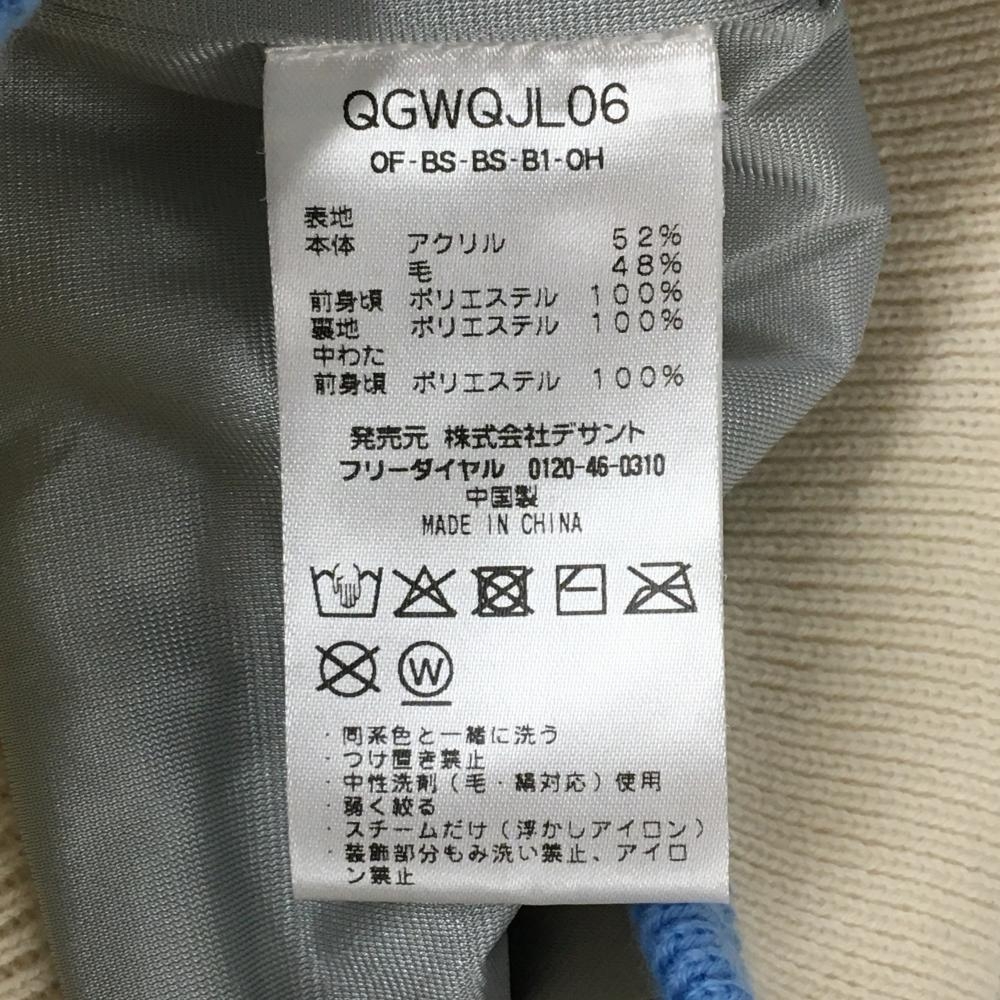 QGWQJL06
OF-BS-BS-B1-OH
表地
本体 アクリル 52%
毛 48%
前身頃 ポリエステル 100%
裏地 ポリエステル 100%
中わた
前身頃 ポリエステル 100%
発売元 株式会社デサント
フリーダイヤル 0120-46-0310
中国製
MADE IN CHINA
W
・同系色と一緒に洗う
・つけ置き禁止
・中性洗剤（毛・絹対応）使用
・弱く絞る
・スチームだけ（浮かしアイロン）
・装飾部分もみ洗い禁止、アイロ
ン禁止